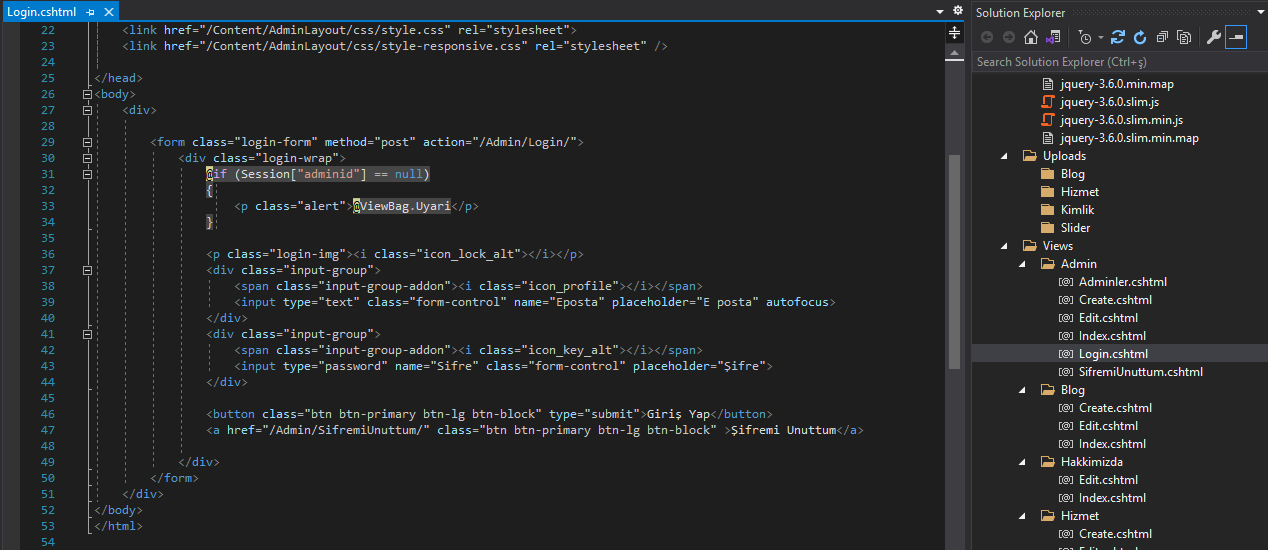 Login.cshtml
22 <link href="/Content/AdminLayout/css/style.css" rel="stylesheet">
23 <link href="/Content/AdminLayout/css/style-responsive.css" rel="stylesheet" />
24
25 </head>
26 <body>
27 <div>
28
29 <form class="login-form" method="post" action="/Admin/Login/">
30 <div class="login-wrap">
31 @if (Session["adminid"] == null)
32 {
33 <p class="alert">@ViewBag.Uyari</p>
34 }
35
36 <p class="login-img"><i class="icon_lock_alt"></i></p>
37 <div class="input-group">
38 <span class="input-group-addon"><i class="icon_profile"></i></span>
39 <input type="text" class="form-control" name="Eposta" placeholder="E posta" autofocus>
40 </div>
41 <div class="input-group">
42 <span class="input-group-addon"><i class="icon_key_alt"></i></span>
43 <input type="password" name="Sifre" class="form-control" placeholder="Şifre">
44 </div>
45
46 <button class="btn btn-primary btn-lg btn-block" type="submit">Giriş Yap</button>
47 <a href="/Admin/SifremiUnuttum/" class="btn btn-primary btn-lg btn-block" >Şifremi Unuttum</a>
48
49 </div>
50 </form>
51 </div>
52 </body>
53 </html>
54
Solution Explorer
Search Solution Explorer (Ctrl+ş)
jquery-3.6.0.min.map
jquery-3.6.0.slim.js
jquery-3.6.0.slim.min.js
jquery-3.6.0.slim.min.map
Uploads
Blog
Hizmet
Kimlik
Slider
Views
Admin
Adminler.cshtml
Create.cshtml
Edit.cshtml
Index.cshtml
Login.cshtml
SifremiUnuttum.cshtml
Blog
Create.cshtml
Edit.cshtml
Index.cshtml
Hakkimizda
Edit.cshtml
Index.cshtml
Hizmet
Create.cshtml